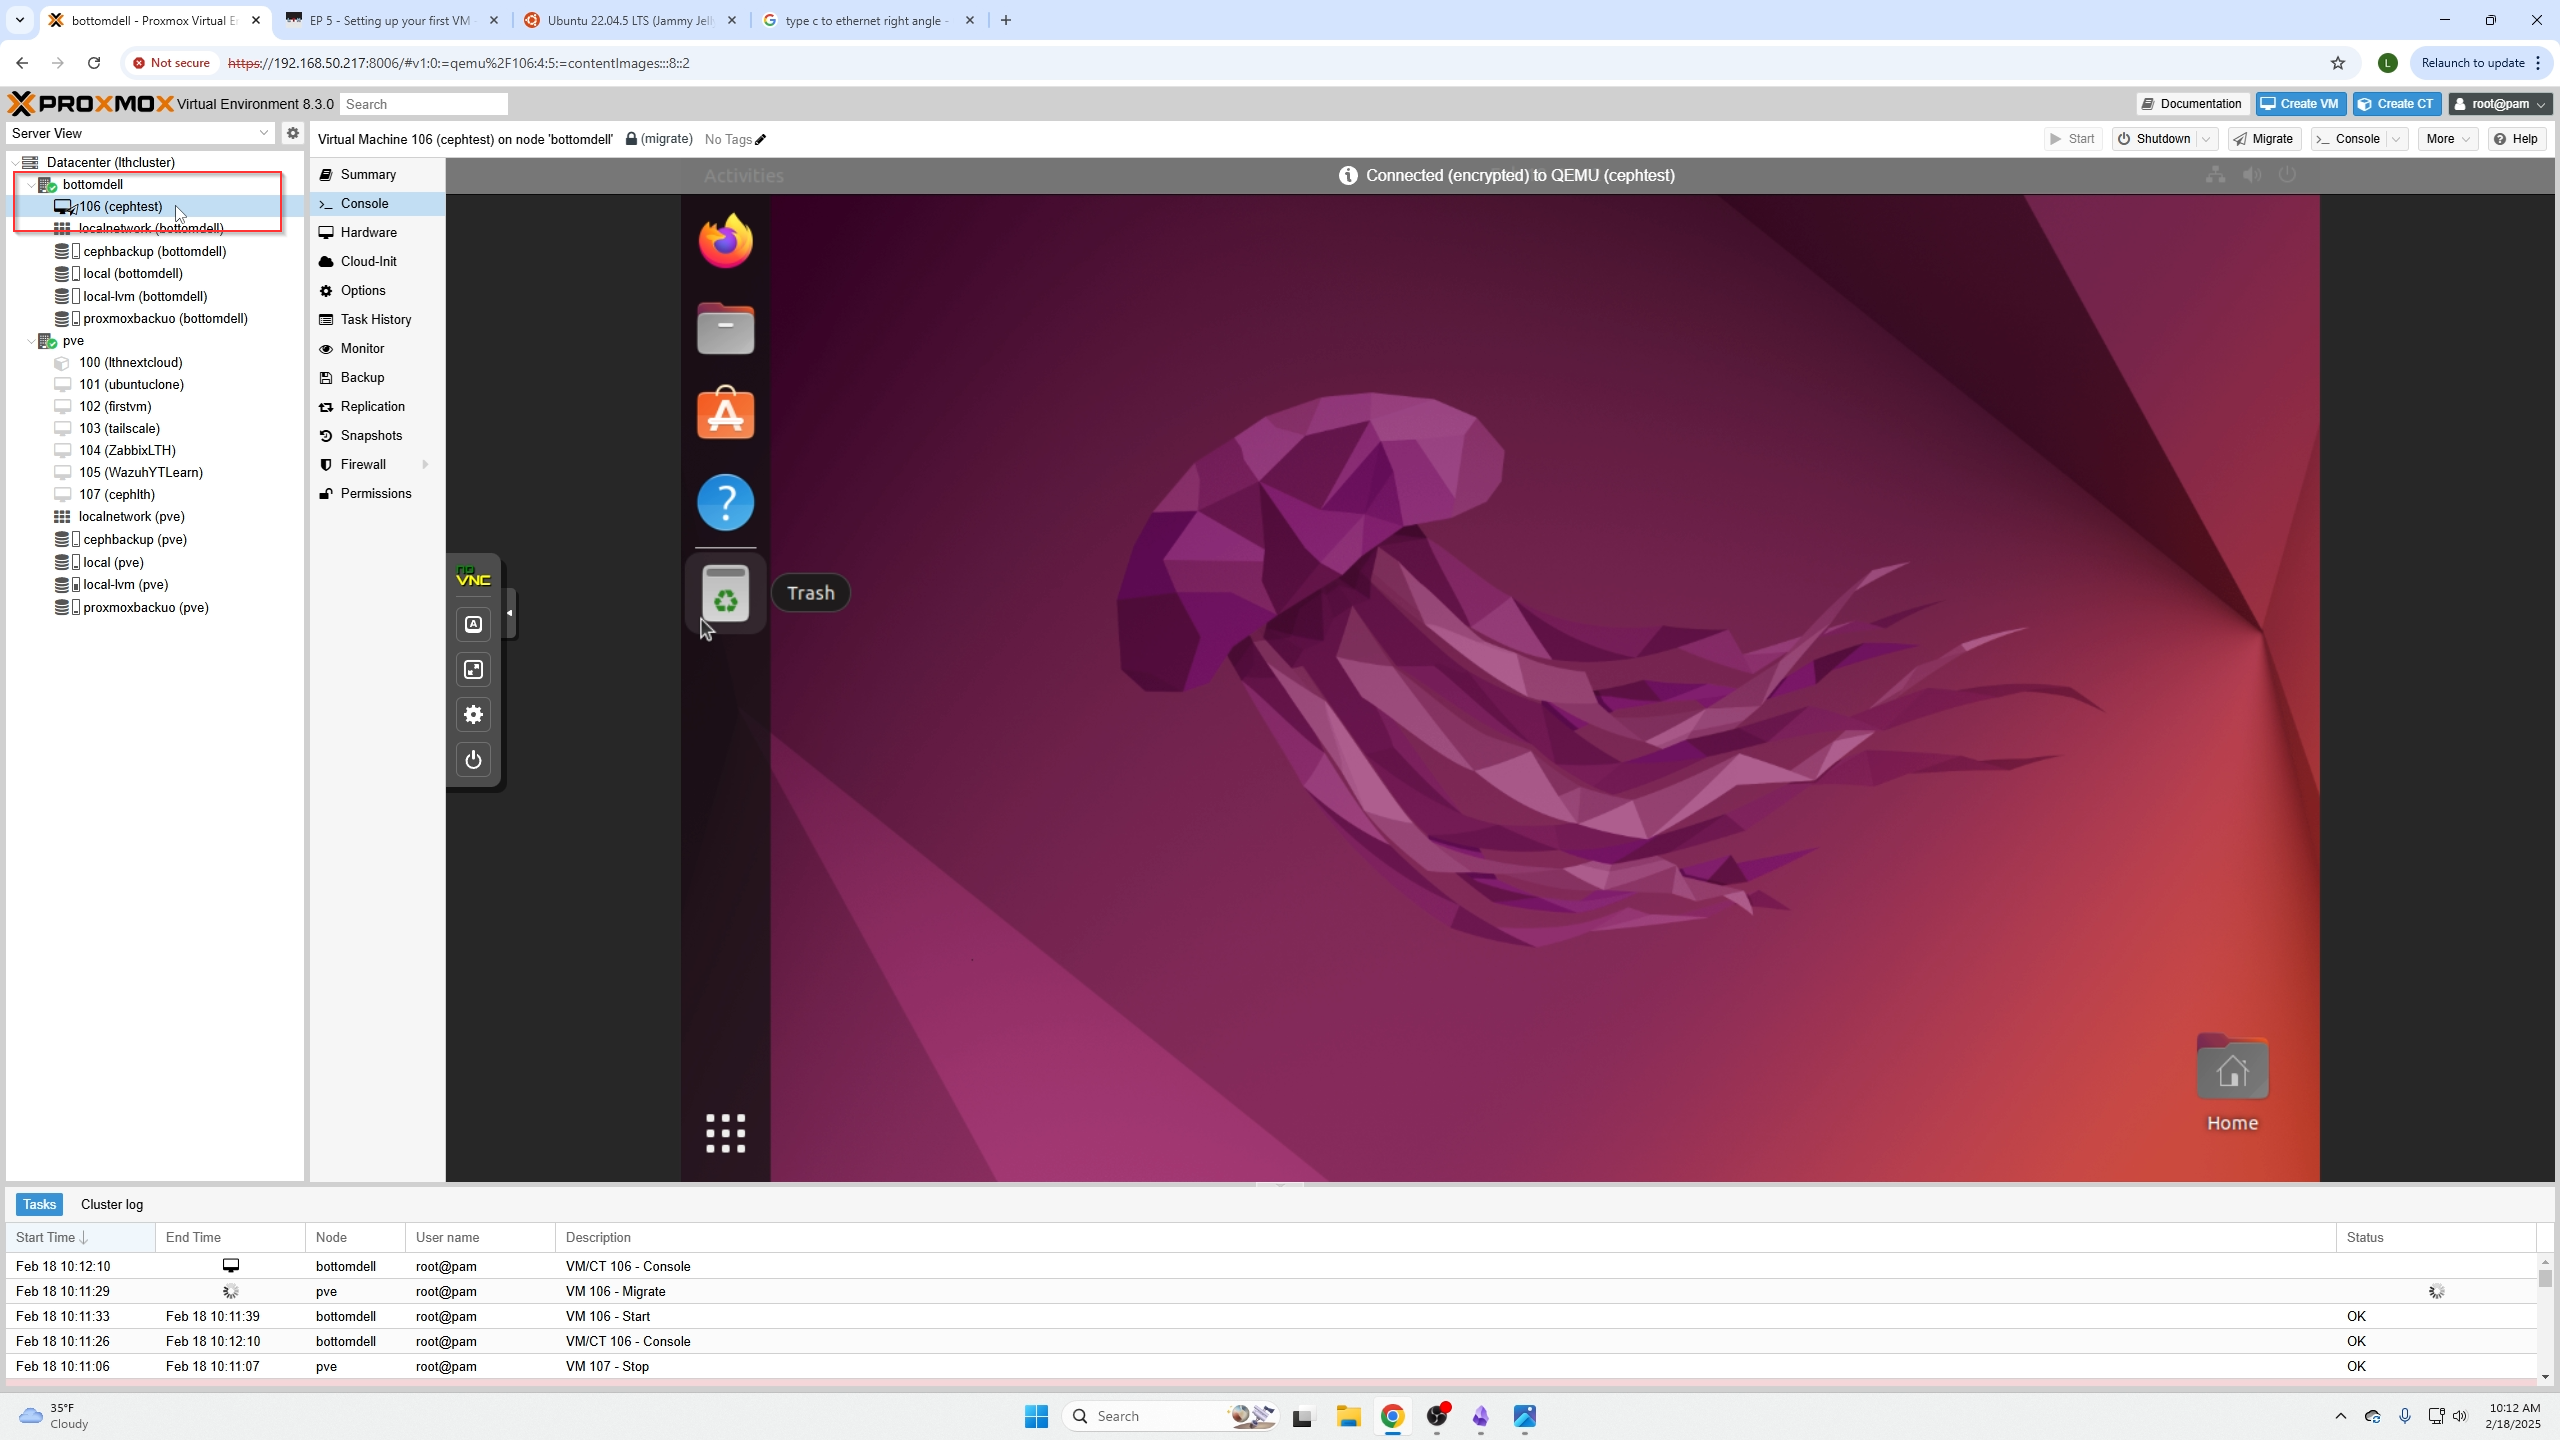 bottomdell - Proxmox Virtual E
EP 5 - Setting up your first VM
Ubuntu 22.04.5 LTS (Jammy Jell
type c to ethernet right angle -
Not secure
https://192.168.50.217:8006/#v1:0:=qemu%2F106:4:5:=contentImages:::8::2
L
Relaunch to update
PROXMOX Virtual Environment 8.3.0
Search
Documentation
Create VM
Create CT
root@pam
Server View
Virtual Machine 106 (cephtest) on node 'bottomdell'
(migrate)
No Tags
Start
Shutdown
Migrate
Console
More
Help
Datacenter (lthcluster)
bottomdell
106 (cephtest)
localnetwork (bottomdell)
cephbackup (bottomdell)
local (bottomdell)
local-lvm (bottomdell)
proxmoxbackuo (bottomdell)
pve
100 (lthnextcloud)
101 (ubuntuclone)
102 (firstvm)
103 (tailscale)
104 (ZabbixLTH)
105 (WazuhYTLearn)
107 (cephlth)
localnetwork (pve)
cephbackup (pve)
local (pve)
local-lvm (pve)
proxmoxbackuo (pve)
Summary
Console
Hardware
Cloud-Init
Options
Task History
Monitor
Backup
Replication
Snapshots
Firewall
Permissions
Activities
Connected (encrypted) to QEMU (cephtest)
no
VNC
A
Trash
Home
Tasks
Cluster log
Start Time
End Time
Node
User name
Description
Status
Feb 18 10:12:10
bottomdell
root@pam
VM/CT 106 - Console
Feb 18 10:11:29
pve
root@pam
VM 106 - Migrate
Feb 18 10:11:33
Feb 18 10:11:39
bottomdell
root@pam
VM 106 - Start
OK
Feb 18 10:11:26
Feb 18 10:12:10
bottomdell
root@pam
VM/CT 106 - Console
OK
Feb 18 10:11:06
Feb 18 10:11:07
pve
root@pam
VM 107 - Stop
OK
35°F
Cloudy
Search
10:12 AM
2/18/2025